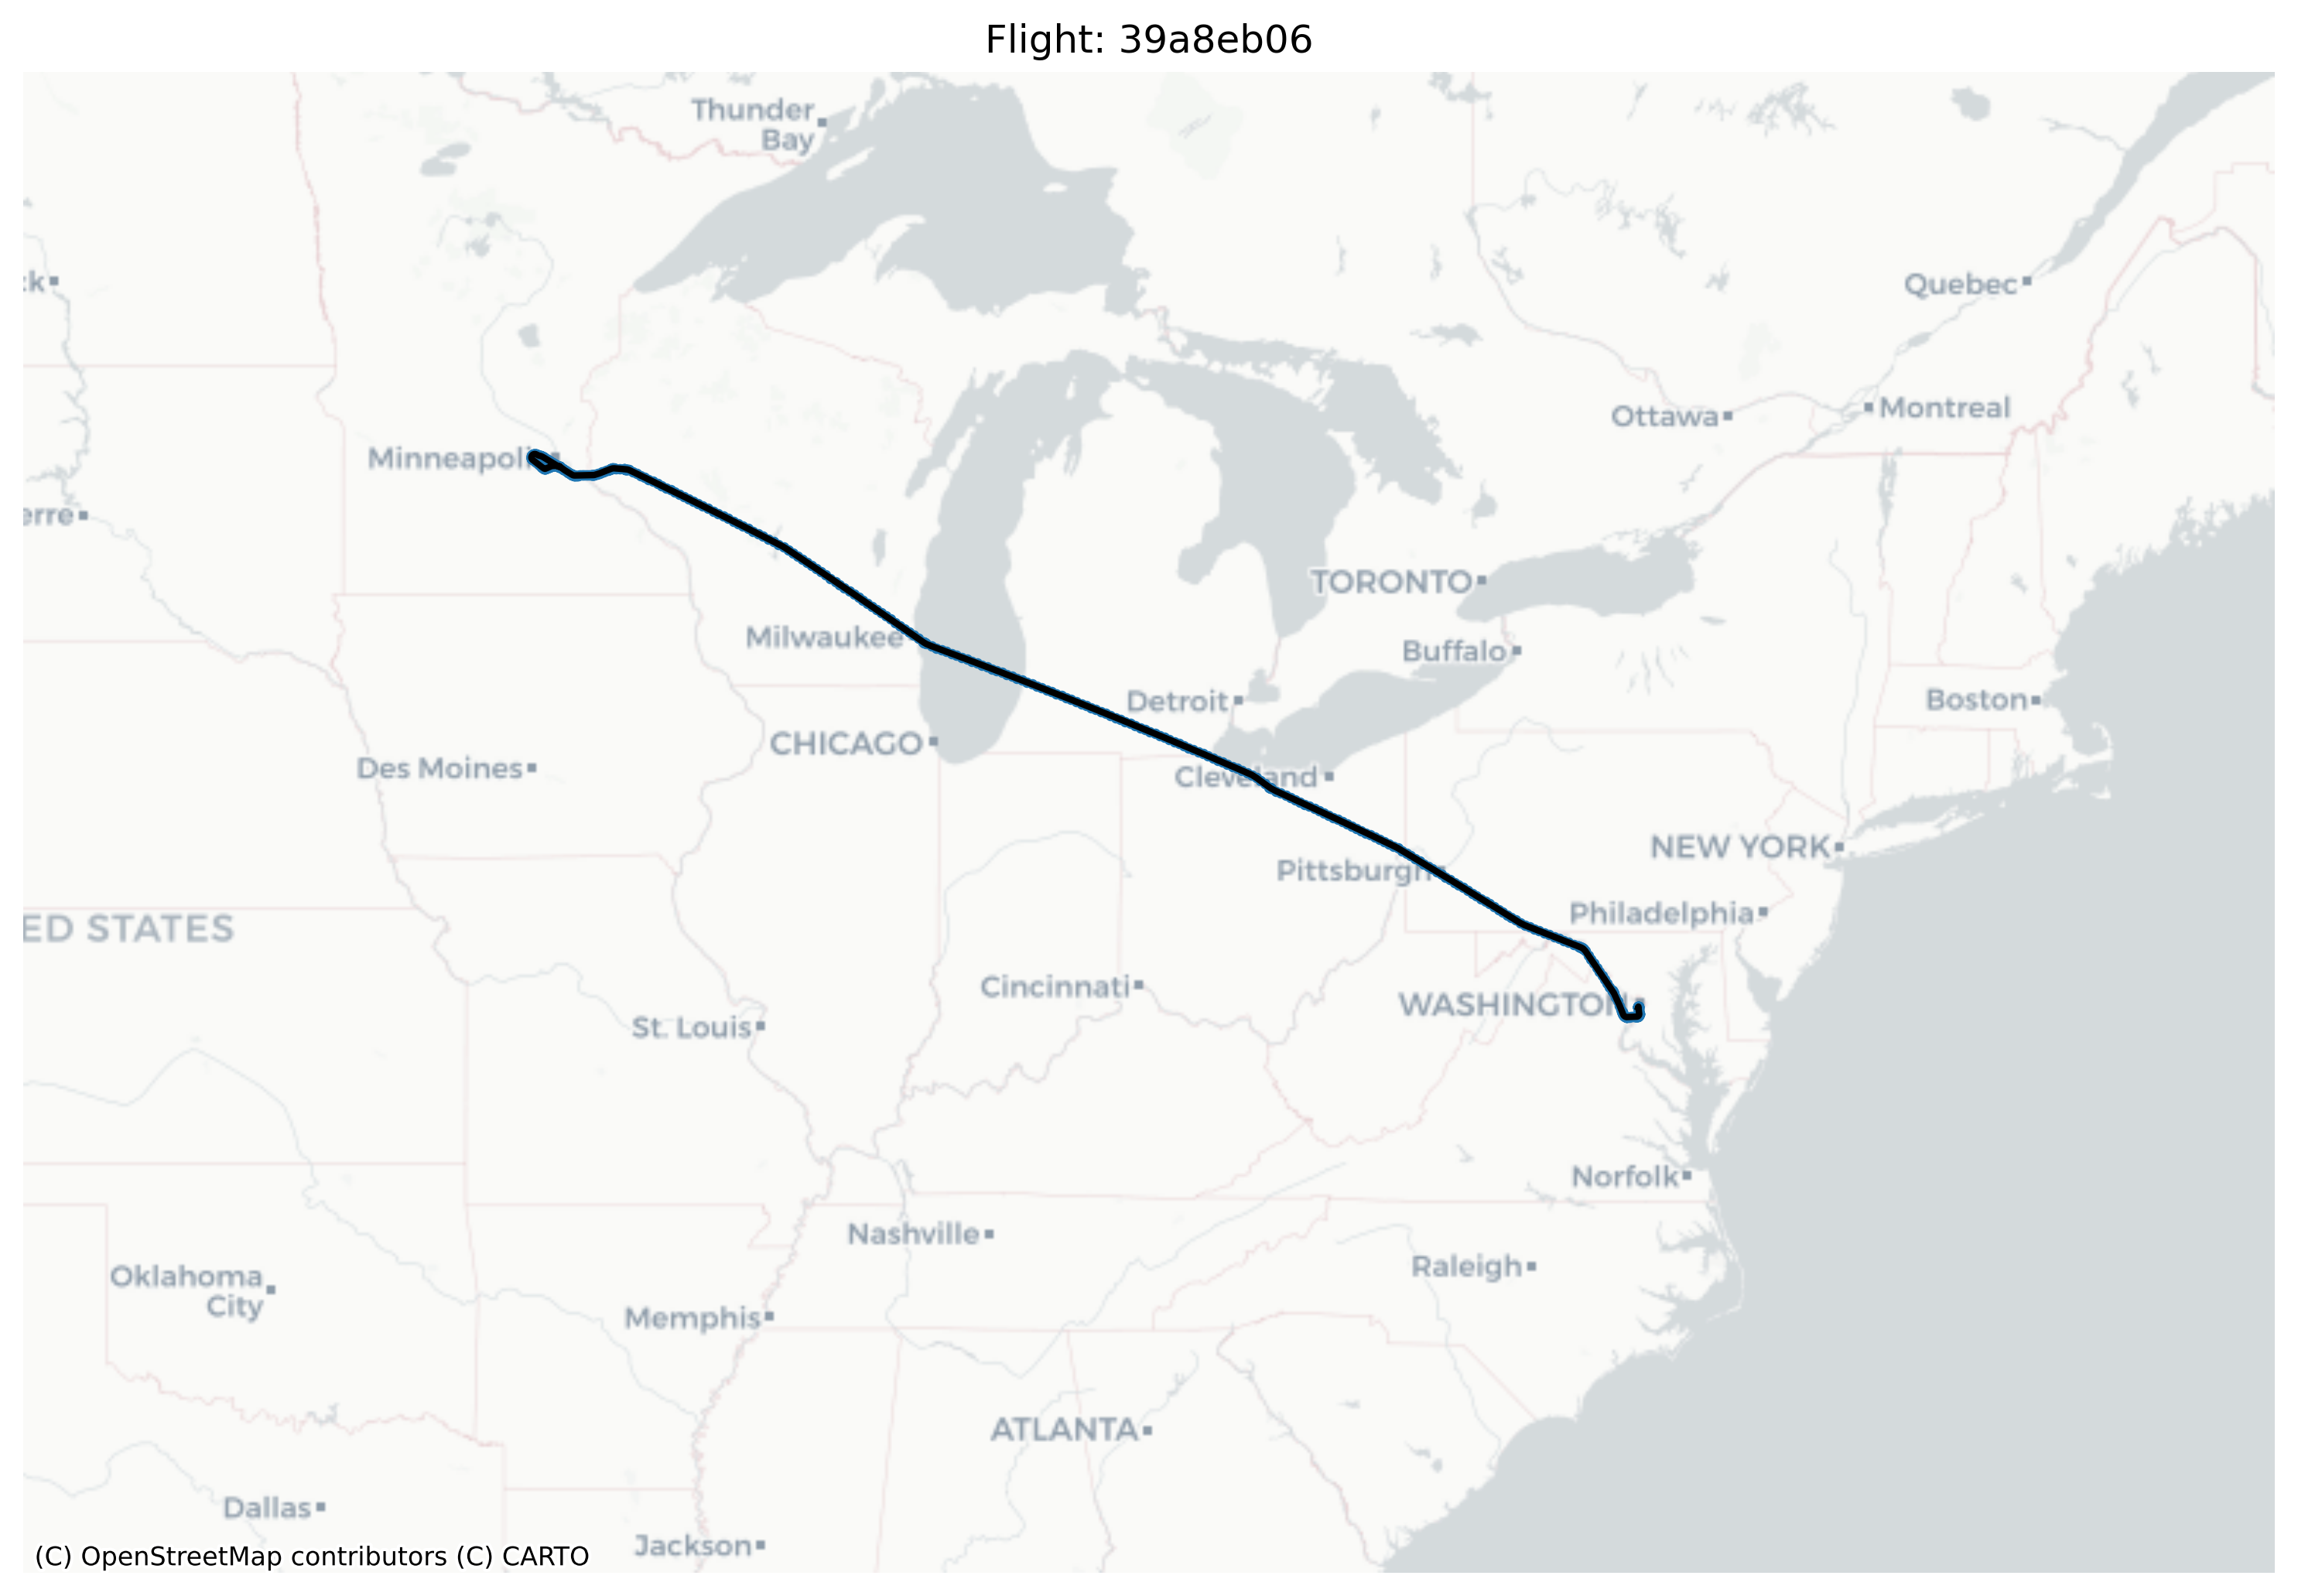 Flight: 39a8eb06
Thunder
Bay
ck
Quebec
Ottawa
Montreal
Minneapoli
erre
TORONTO
Milwaukee
Buffalo
Detroit
Boston
CHICAGO
Des Moines
Cleveland
NEW YORK
Pittsburgh
Philadelphia
ED STATES
Cincinnati
WASHINGTON
St. Louis
Norfolk
Nashville
Raleigh
Oklahoma
City
Memphis
ATLANTA
Dallas
Jackson
(C) OpenStreetMap contributors (C) CARTO